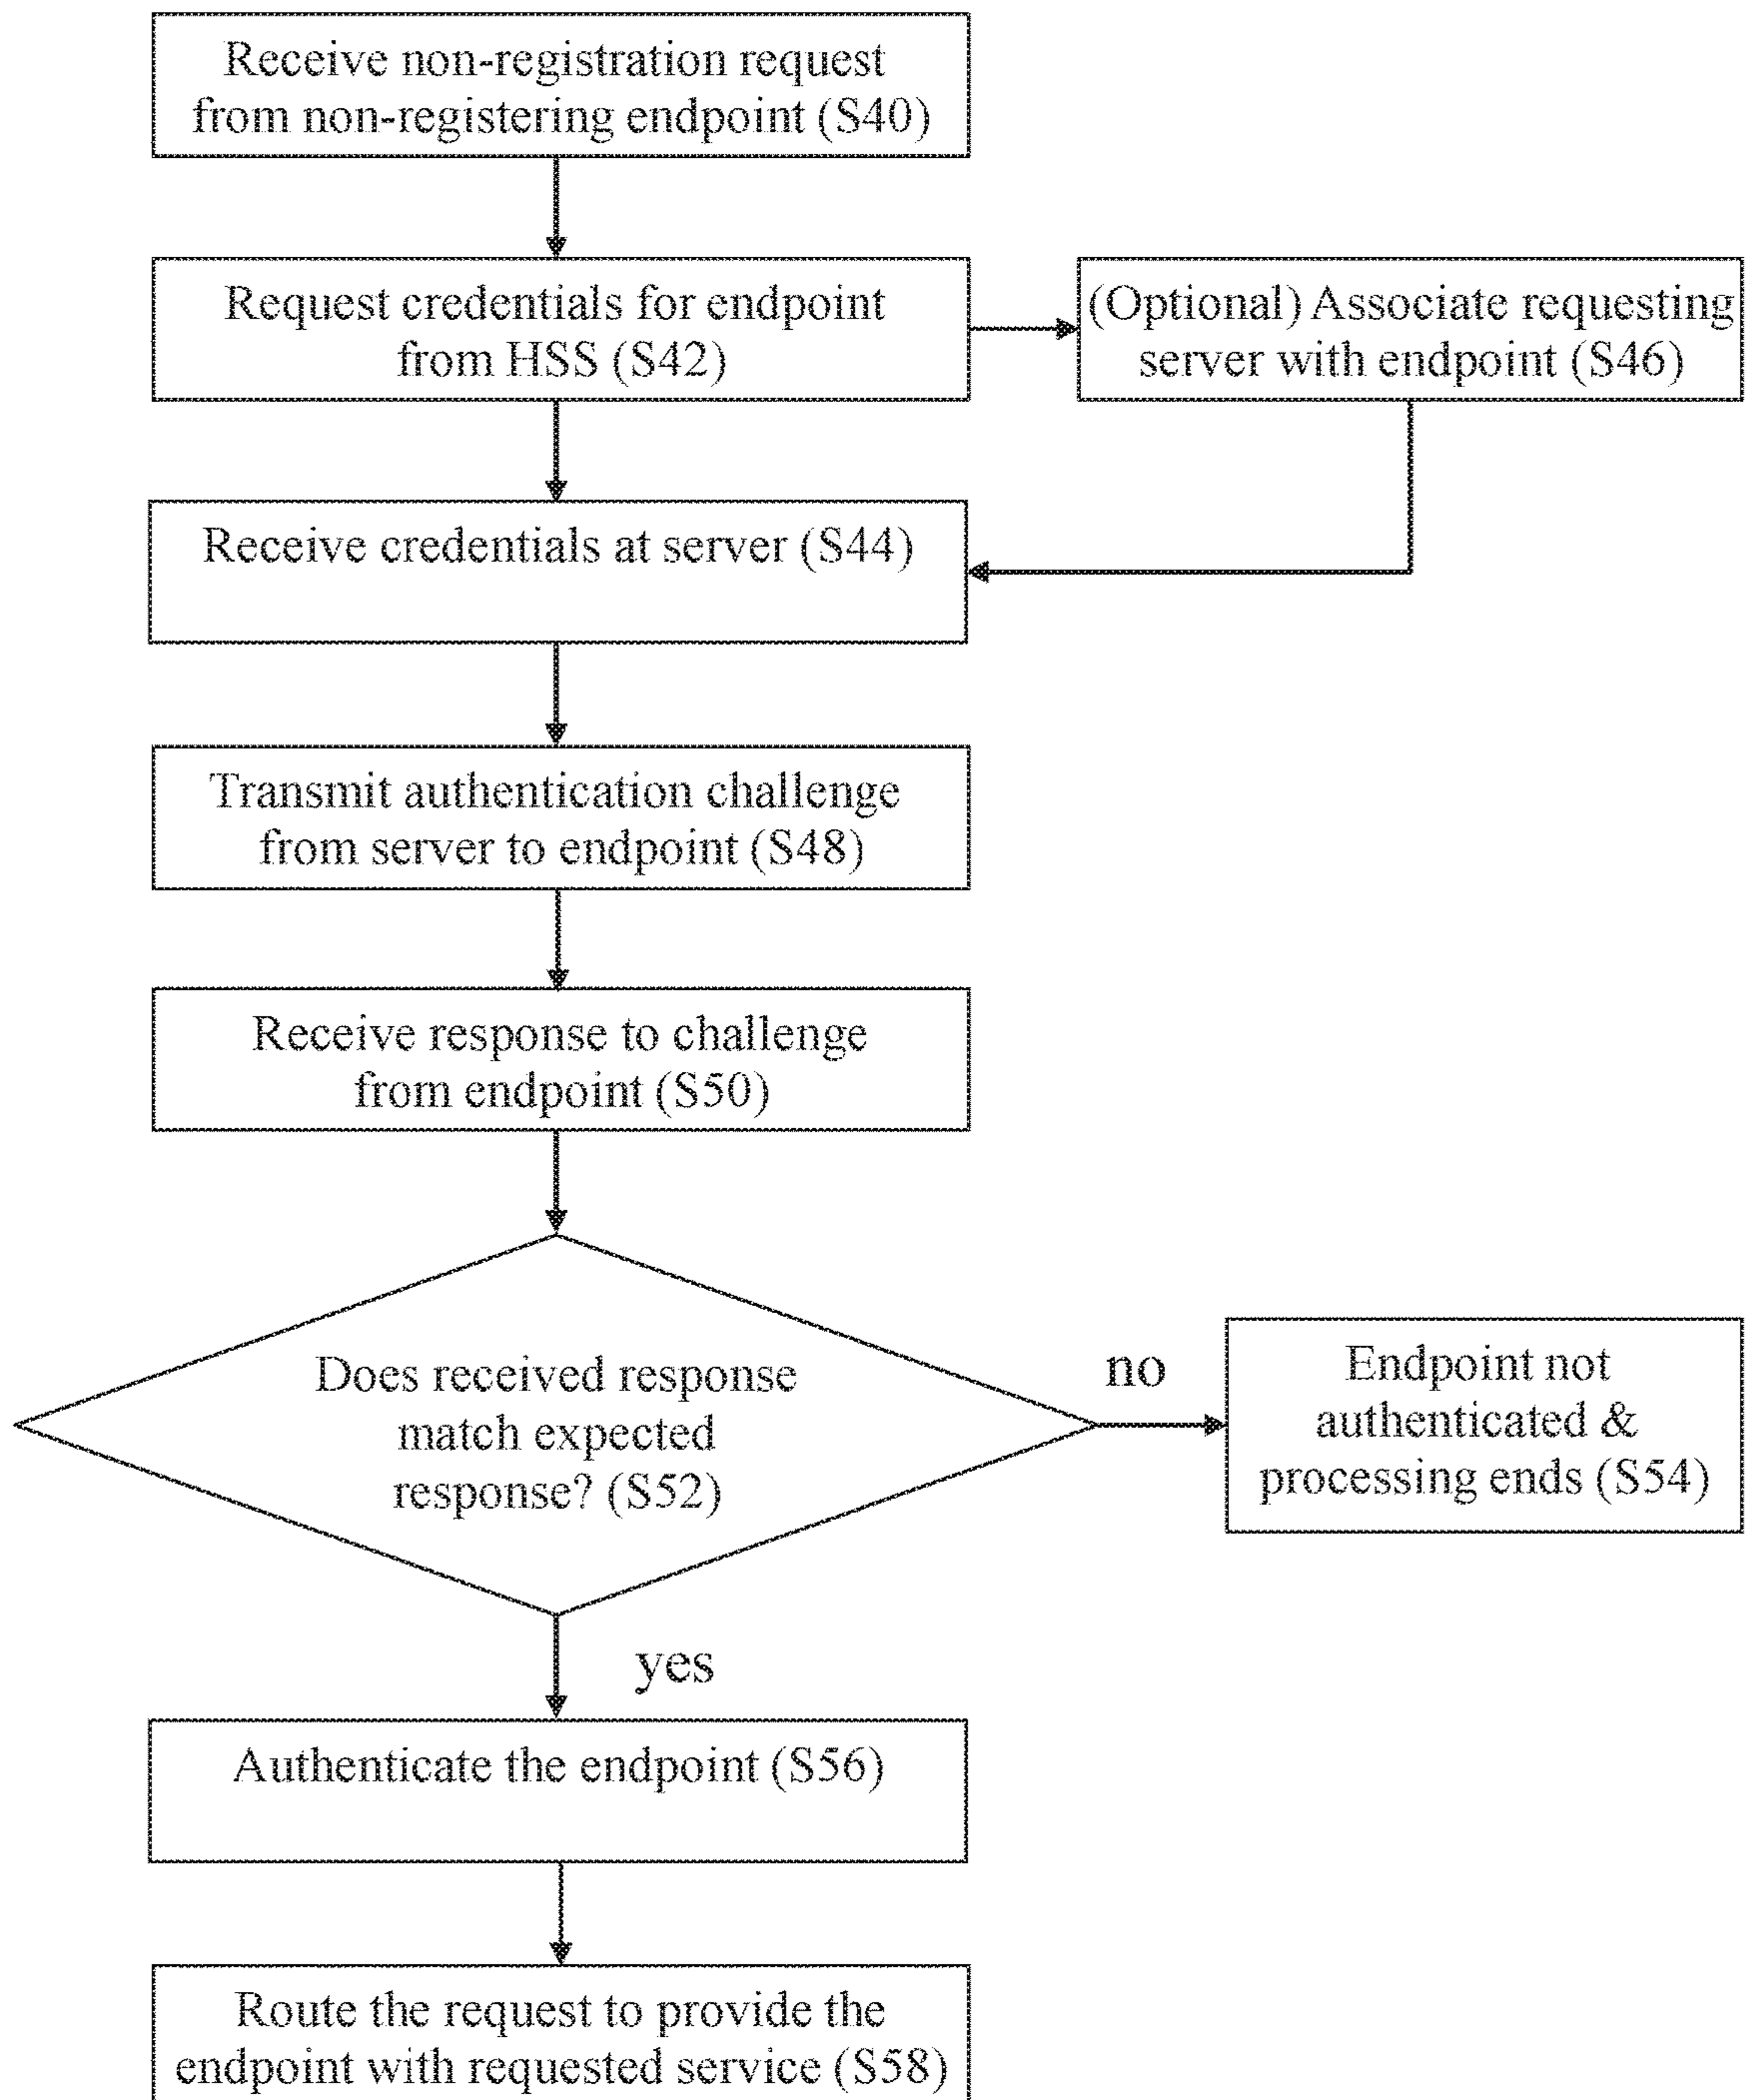 Receive non-registration request
from non-registering endpoint (S40)
Request credentials for endpoint
from HSS (S42)
(Optional) Associate requesting
server with endpoint (S46)
Receive credentials at server (S44)
Transmit authentication challenge
from server to endpoint (S48)
Receive response to challenge
from endpoint (S50)
Does received response
match expected
response? (S52)
no
Endpoint not
authenticated &
processing ends (S54)
yes
Authenticate the endpoint (S56)
Route the request to provide the
endpoint with requested service (S58)